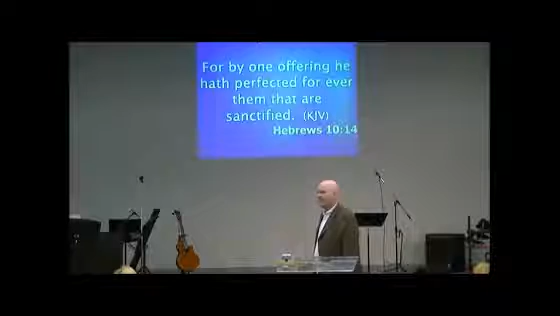 For by one offering he
hath perfected for ever
them that are
sanctified. (KJV)
Hebrews 10:14